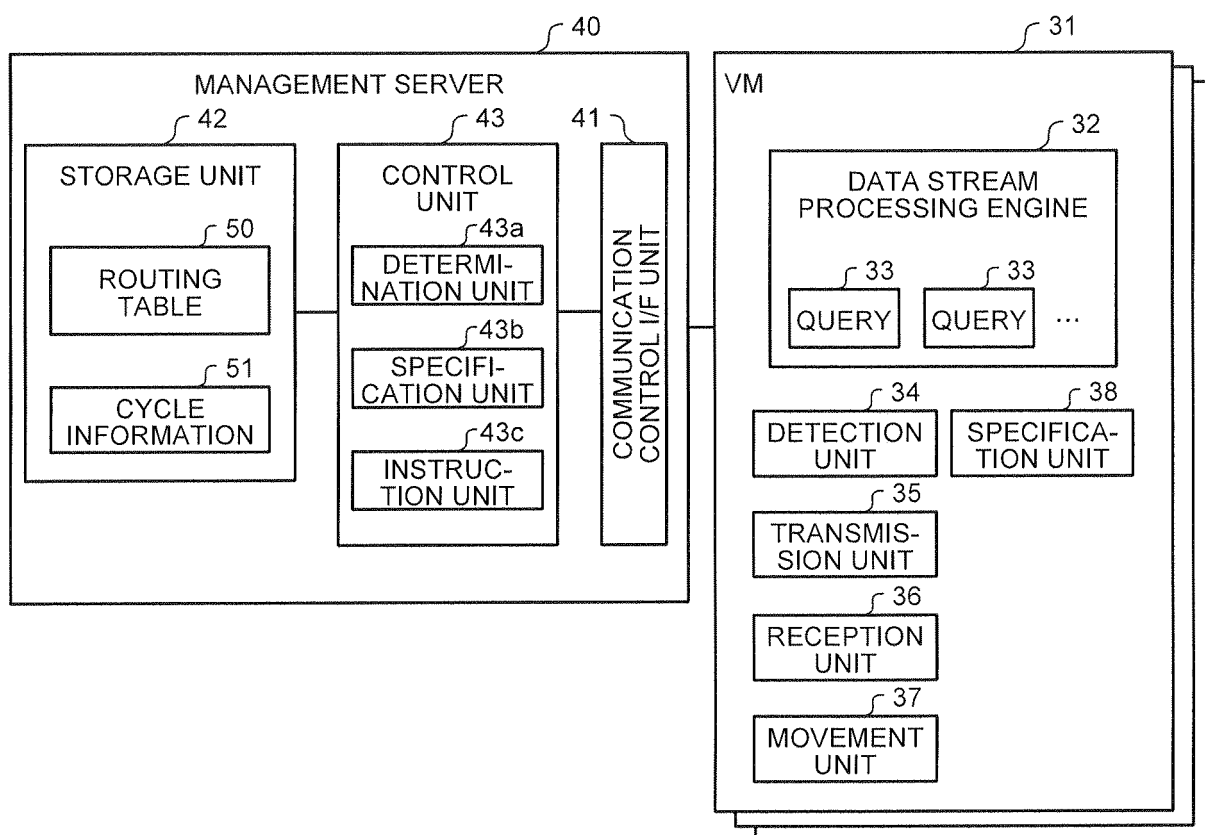 40
MANAGEMENT SERVER
42
STORAGE UNIT
50
ROUTING
TABLE
51
CYCLE
INFORMATION
43
CONTROL
UNIT
43a
DETERMI-
NATION UNIT
43b
SPECIFI-
CATION UNIT
43c
INSTRUC-
TION UNIT
41
COMMUNICATION
CONTROL I/F UNIT
31
VM
32
DATA STREAM
PROCESSING ENGINE
33
QUERY
33
QUERY
...
34
DETECTION
UNIT
38
SPECIFICA-
TION UNIT
35
TRANSMIS-
SION UNIT
36
RECEPTION
UNIT
37
MOVEMENT
UNIT